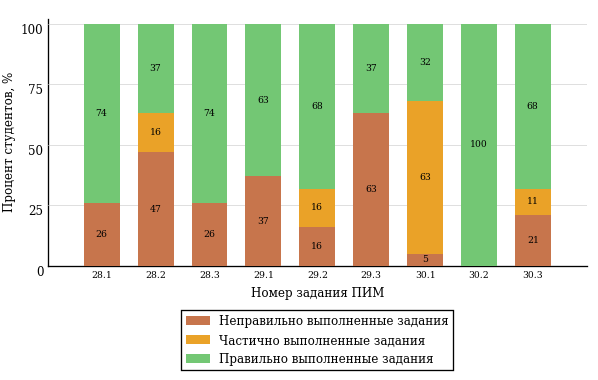 Процент студентов, %
100
75
50
25
0
74 37 74 63 68 37 32 100 68
16 16 63 11
26 47 26 37 16 63 5 21
28.1 28.2 28.3 29.1 29.2 29.3 30.1 30.2 30.3
Номер задания ПИМ
Неправильно выполненные задания
Частично выполненные задания
Правильно выполненные задания